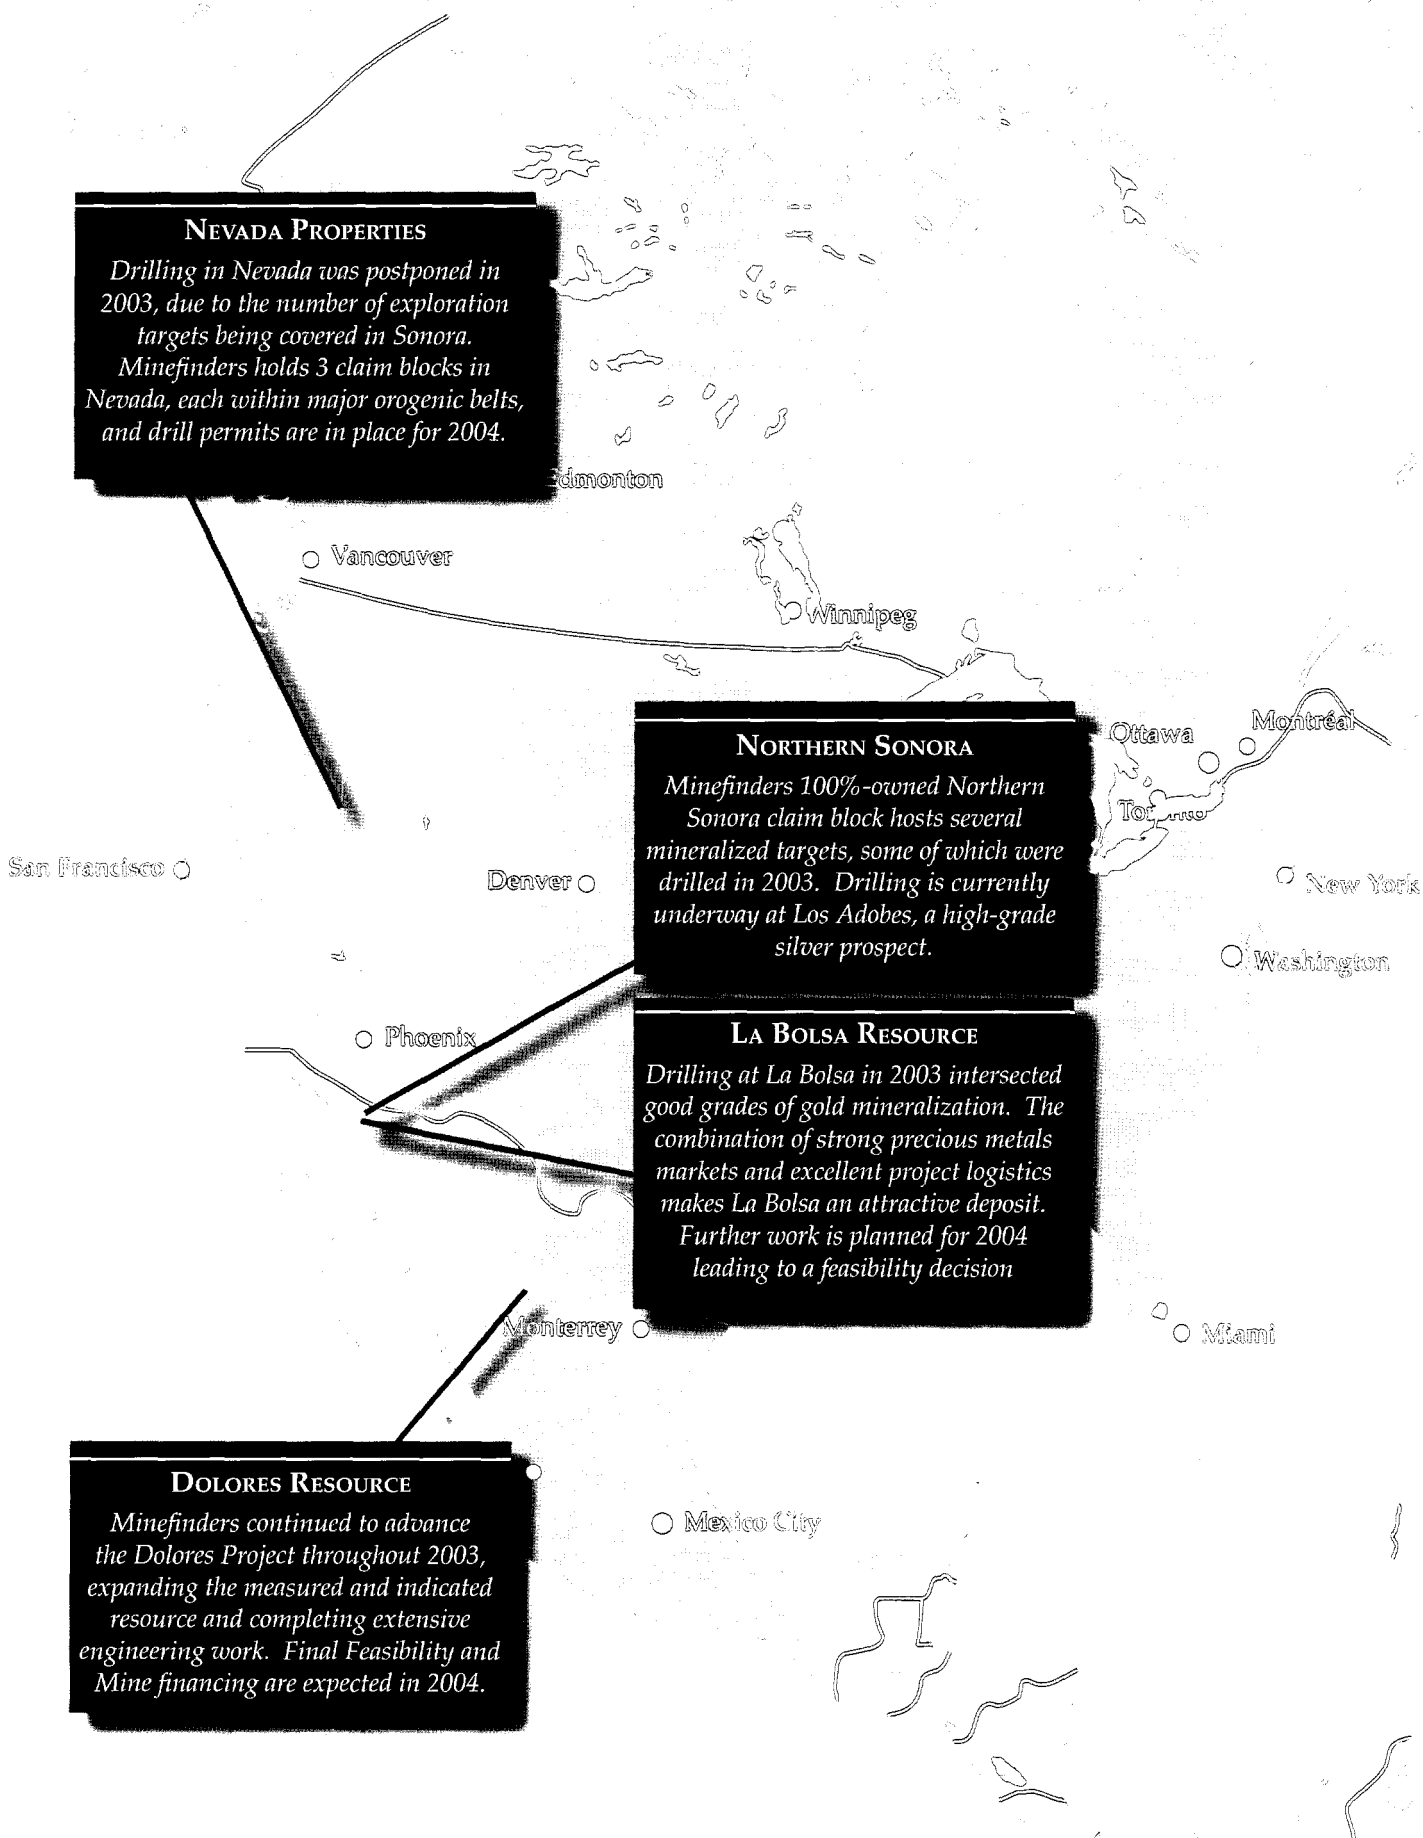 NEVADA PROPERTIES
Drilling in Nevada was postponed in
2003, due to the number of exploration
targets being covered in Sonora.
Minefinders holds 3 claim blocks in
Nevada, each within major orogenic belts,
and drill permits are in place for 2004.
dmonton
Vancouver
Winnipeg
NORTHERN SONORA
Minefinders 100%-owned Northern
Sonora claim block hosts several
mineralized targets, some of which were
drilled in 2003. Drilling is currently
underway at Los Adobes, a high-grade
silver prospect.
Ottawa
Montréal
Toronto
San Francisco
Denver
New York
Washington
Phoenix
LA BOLSA RESOURCE
Drilling at La Bolsa in 2003 intersected
good grades of gold mineralization. The
combination of strong precious metals
markets and excellent project logistics
makes La Bolsa an attractive deposit.
Further work is planned for 2004
leading to a feasibility decision
Monterrey
Miami
DOLORES RESOURCE
Minefinders continued to advance
the Dolores Project throughout 2003,
expanding the measured and indicated
resource and completing extensive
engineering work. Final Feasibility and
Mine financing are expected in 2004.
Mexico City